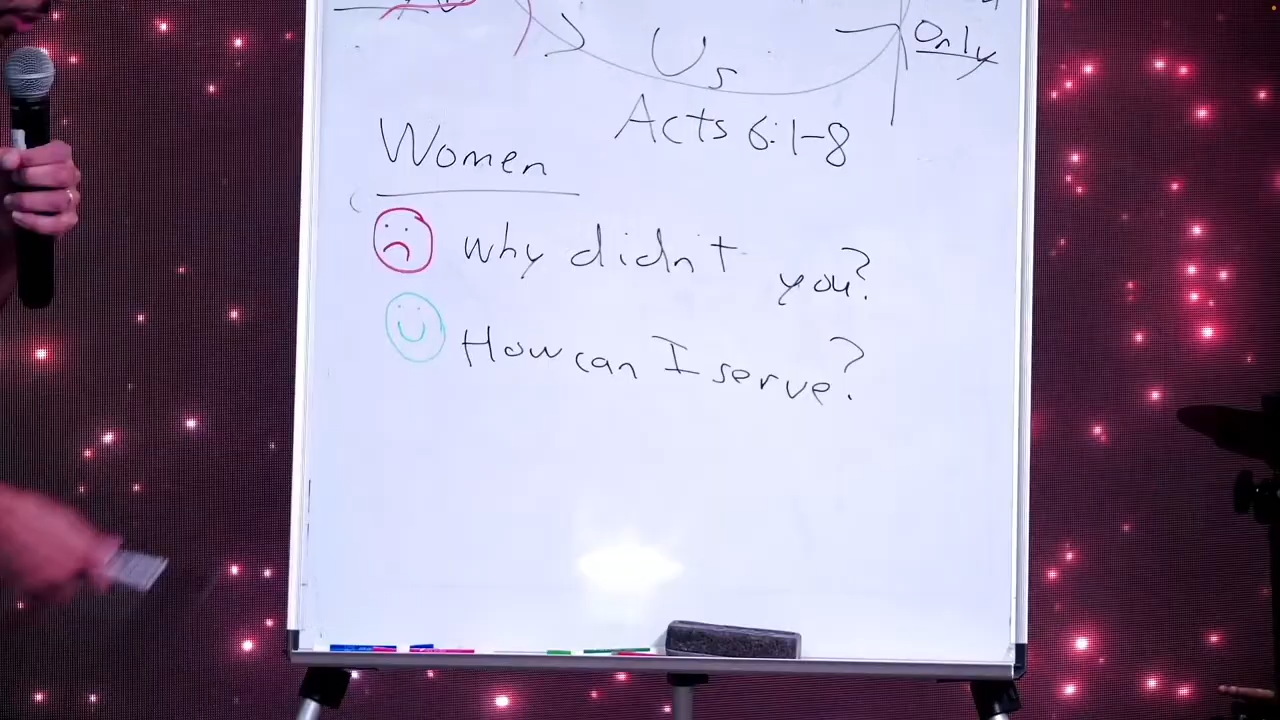 Only
Us
Acts 6:1-8
Women
why didn't you?
How can I serve?